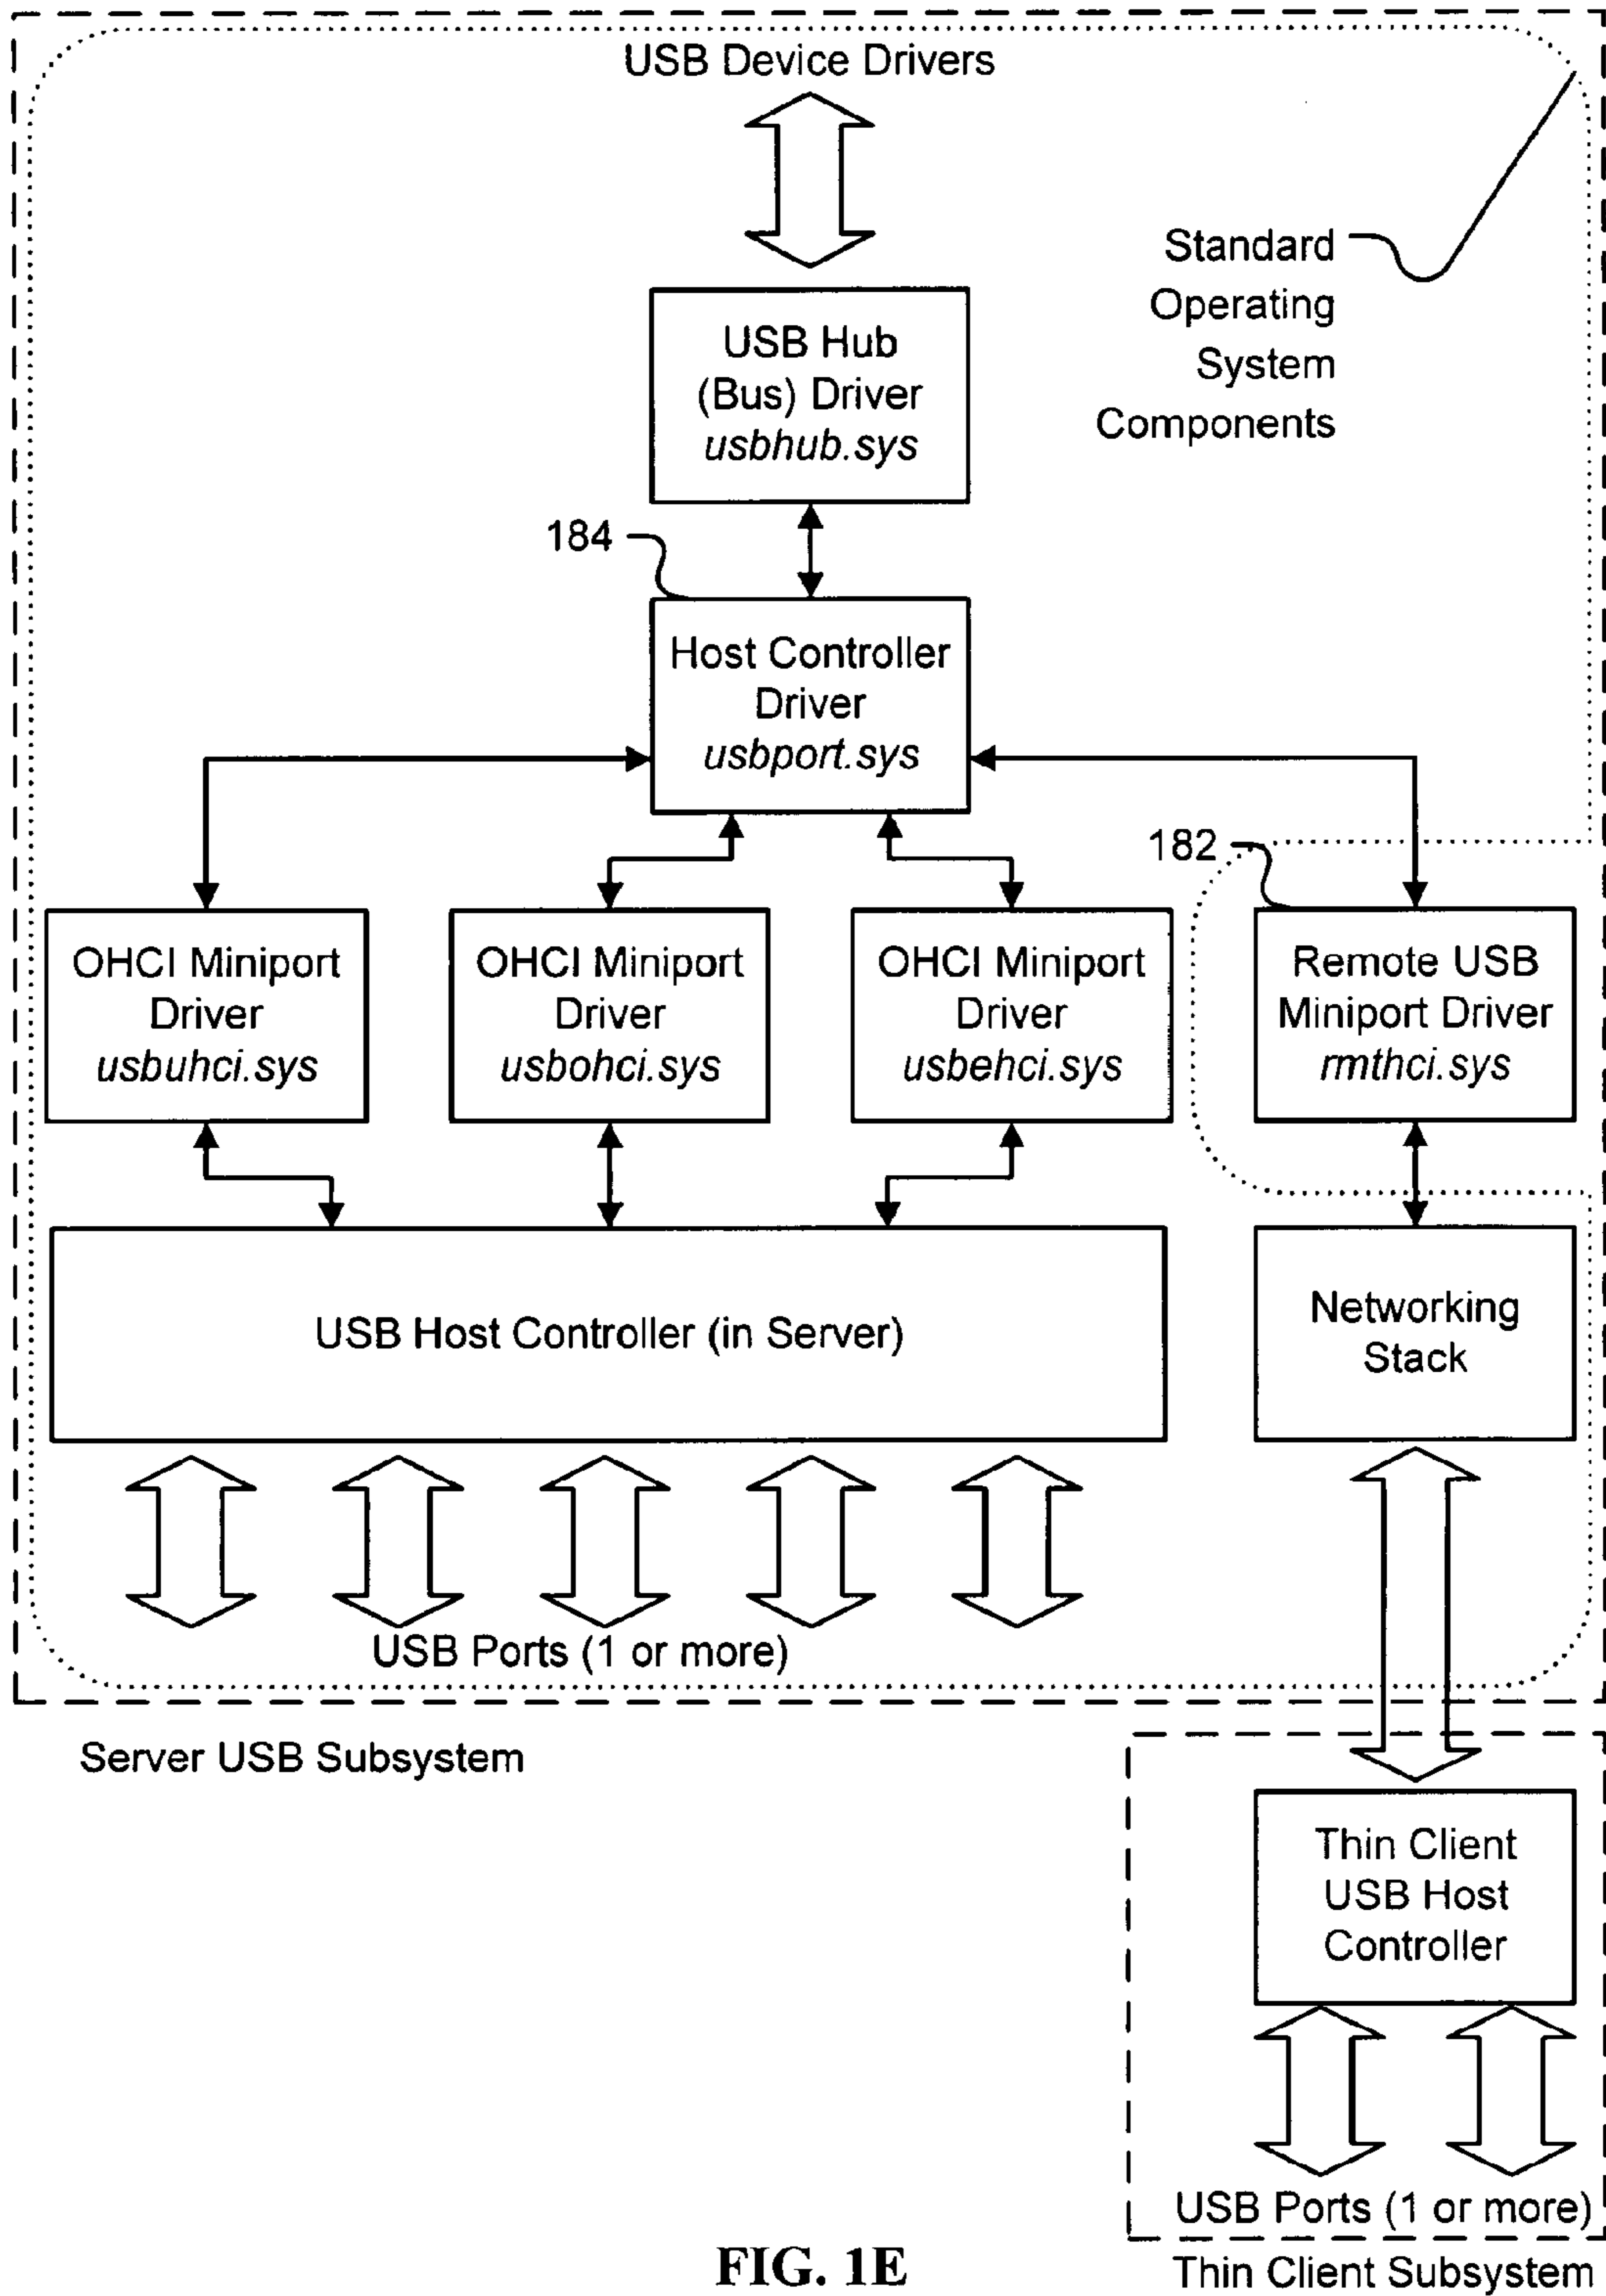 USB Device Drivers
Standard
Operating
System
Components
USB Hub
(Bus) Driver
usbhub.sys
184
Host Controller
Driver
usbport.sys
182
OHCI Miniport
Driver
usbuhci.sys
OHCI Miniport
Driver
usbohci.sys
OHCI Miniport
Driver
usbehci.sys
Remote USB
Miniport Driver
rmthci.sys
USB Host Controller (in Server)
Networking
Stack
USB Ports (1 or more)
Server USB Subsystem
Thin Client
USB Host
Controller
USB Ports (1 or more)
Thin Client Subsystem
FIG. 1E